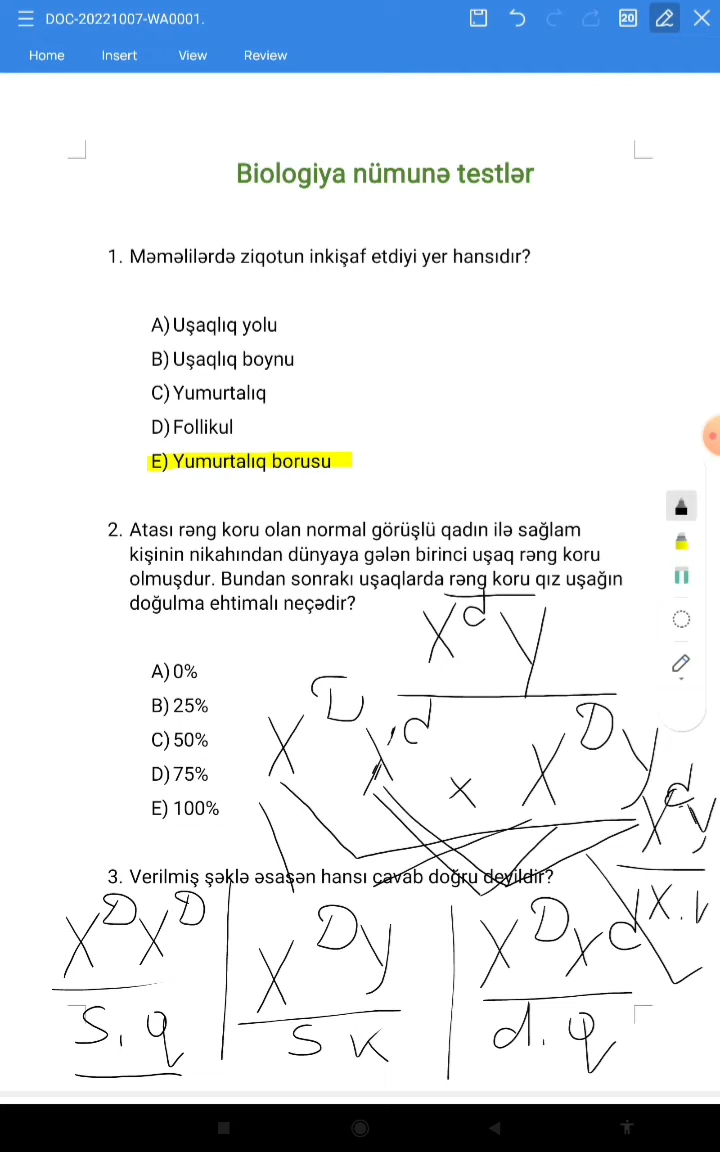 DOC-20221007-WA0001.
20
Home Insert View Review
Biologiya nümunə testlər
1. Məməlilərdə ziqotun inkişaf etdiyi yer hansıdır?
A) Uşaqlıq yolu
B) Uşaqlıq boynu
C) Yumurtalıq
D) Follikul
E) Yumurtalıq borusu
2. Atası rəng koru olan normal görüşlü qadın ilə sağlam
kişinin nikahından dünyaya gələn birinci uşaq rəng koru
olmuşdur. Bundan sonrakı uşaqlarda rəng koru qız uşağın
doğulma ehtimalı neçədir?
X^d y
A) 0%
B) 25%
C) 50%
D) 75%
E) 100%
X^D X^d × X^D y
X^d y
3. Verilmiş şəklə əsasən hansı cavab doğru deyildir?
X^D X^D X^D y X^D X^d X.k
S.q S K d.q